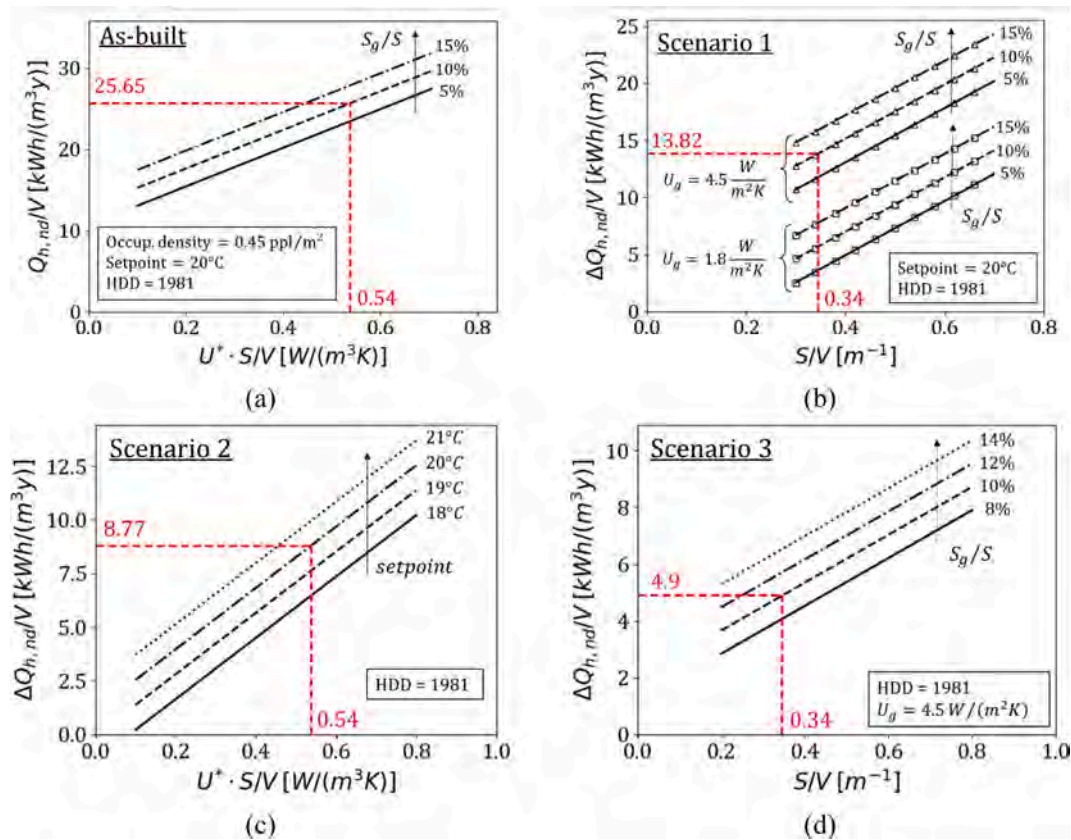 As-built
S_g/S
15%
10%
5%
25.65
0.54
Occup. density = 0.45 ppl/m²
Setpoint = 20°C
HDD = 1981
30
20
10
0
0.0 0.2 0.4 0.6 0.8
Q_{h,nd}/V [kWh/(m³y)]
U* · S/V [W/(m³K)]
(a)
Scenario 1
S_g/S
15%
10%
5%
15%
10%
5%
S_g/S
13.82
0.34
U_g = 4.5 W/m²K
U_g = 1.8 W/m²K
Setpoint = 20°C
HDD = 1981
25
20
15
10
5
0
0.0 0.2 0.4 0.6 0.8
ΔQ_{h,nd}/V [kWh/(m³y)]
S/V [m⁻¹]
(b)
Scenario 2
21°C
20°C
19°C
18°C
setpoint
8.77
0.54
HDD = 1981
12.5
10.0
7.5
5.0
2.5
0.0
0.0 0.2 0.4 0.6 0.8 1.0
ΔQ_{h,nd}/V [kWh/(m³y)]
U* · S/V [W/(m³K)]
(c)
Scenario 3
14%
12%
10%
8%
S_g/S
4.9
0.34
HDD = 1981
U_g = 4.5 W/(m²K)
10
8
6
4
2
0
0.0 0.2 0.4 0.6 0.8 1.0
ΔQ_{h,nd}/V [kWh/(m³y)]
S/V [m⁻¹]
(d)